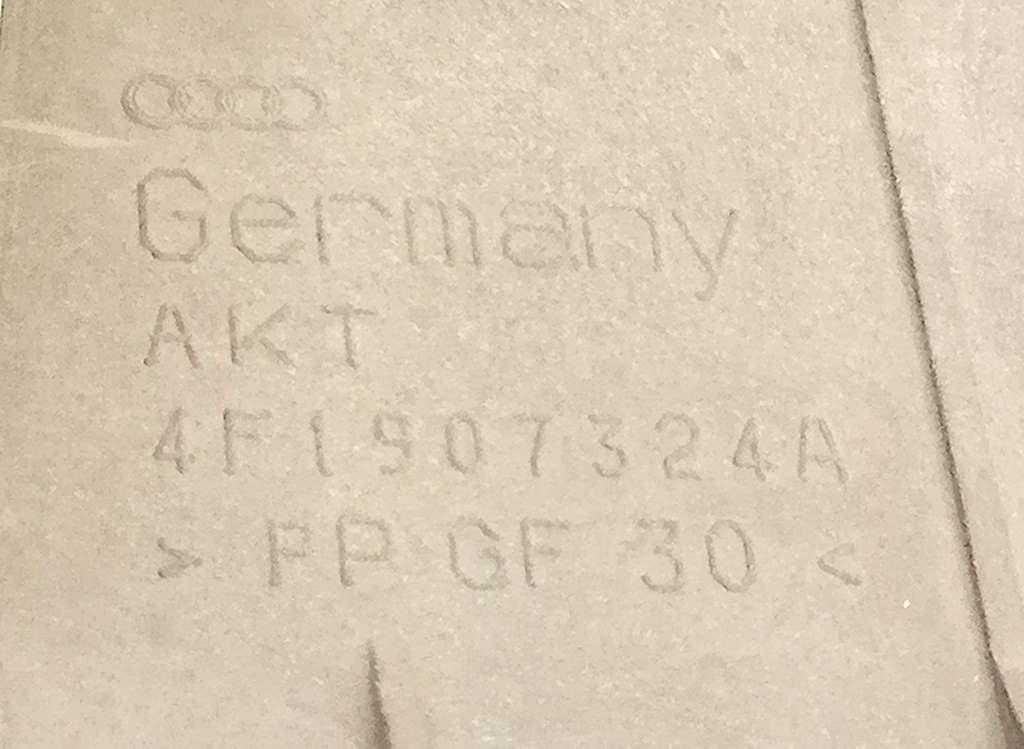 Germany
AKT
4F1907324A
> PP GF 30 <